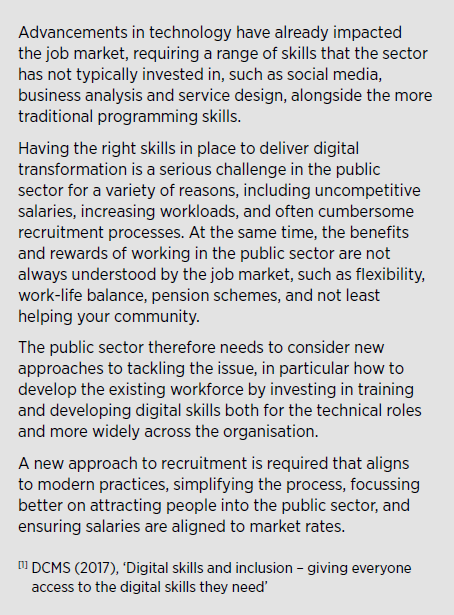 Advancements in technology have already impacted
the job market, requiring a range of skills that the sector
has not typically invested in, such as social media,
business analysis and service design, alongside the more
traditional programming skills.
Having the right skills in place to deliver digital
transformation is a serious challenge in the public
sector for a variety of reasons, including uncompetitive
salaries, increasing workloads, and often cumbersome
recruitment processes. At the same time, the benefits
and rewards of working in the public sector are not
always understood by the job market, such as flexibility,
work-life balance, pension schemes, and not least
helping your community.
The public sector therefore needs to consider new
approaches to tackling the issue, in particular how to
develop the existing workforce by investing in training
and developing digital skills both for the technical roles
and more widely across the organisation.
A new approach to recruitment is required that aligns
to modern practices, simplifying the process, focussing
better on attracting people into the public sector, and
ensuring salaries are aligned to market rates.
[1] DCMS (2017), ‘Digital skills and inclusion – giving everyone
access to the digital skills they need’